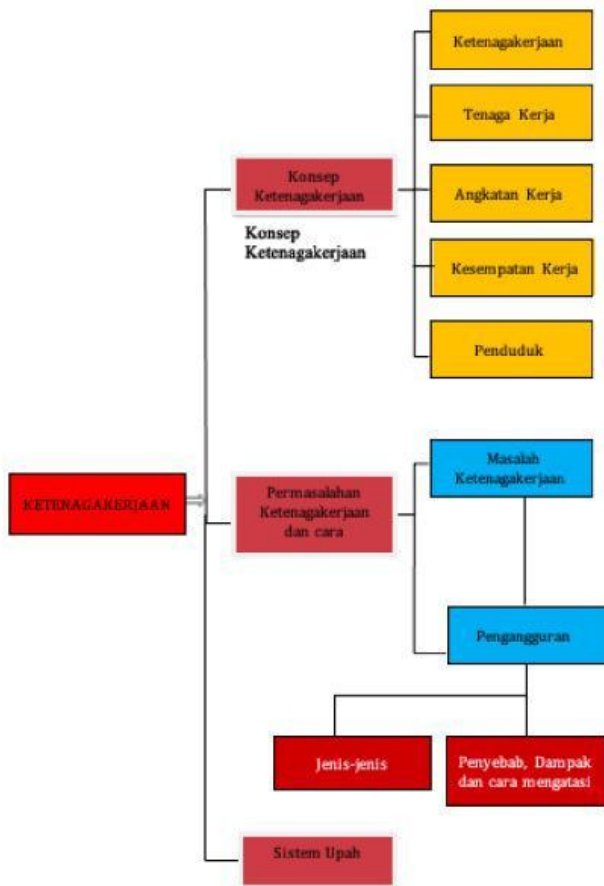 Ketenagakerjaan
Tenaga Kerja
Konsep
Ketenagakerjaan
Konsep
Ketenagakerjaan
Angkatan Kerja
Kesempatan Kerja
Penduduk
KETENAGAKERJAAN
Permasalahan
Ketenagakerjaan
dan cara
Masalah
Ketenagakerjaan
Pengangguran
Jenis-jenis
Penyebab, Dampak
dan cara mengatasi
Sistem Upah